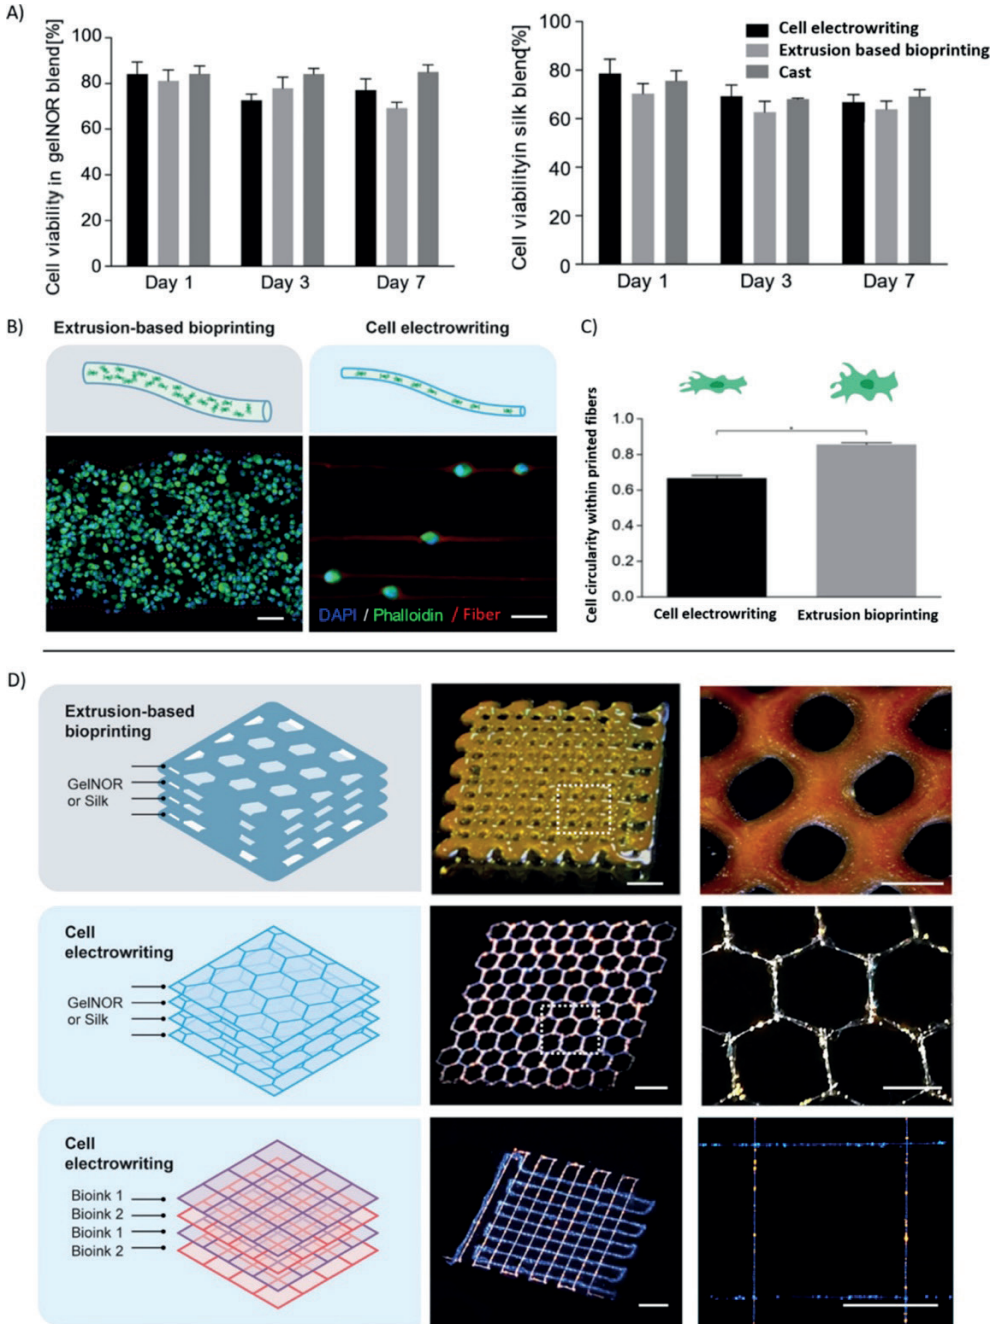 A)
Cell viability in gelNOR blend[%]
100
80
60
40
20
0
Day 1
Day 3
Day 7
Cell viabilityin silk blend[%]
100
80
60
40
20
0
Day 1
Day 3
Day 7
Cell electrowriting
Extrusion based bioprinting
Cast
B)
Extrusion-based bioprinting
Cell electrowriting
DAPI / Phalloidin / Fiber
C)
Cell circularity within printed fibers
1.0
0.8
0.6
0.4
0.2
0.0
*
Cell electrowriting
Extrusion bioprinting
D)
Extrusion-based
bioprinting
GelNOR
or Silk
Cell
electrowriting
GelNOR
or Silk
Cell
electrowriting
Bioink 1
Bioink 2
Bioink 1
Bioink 2